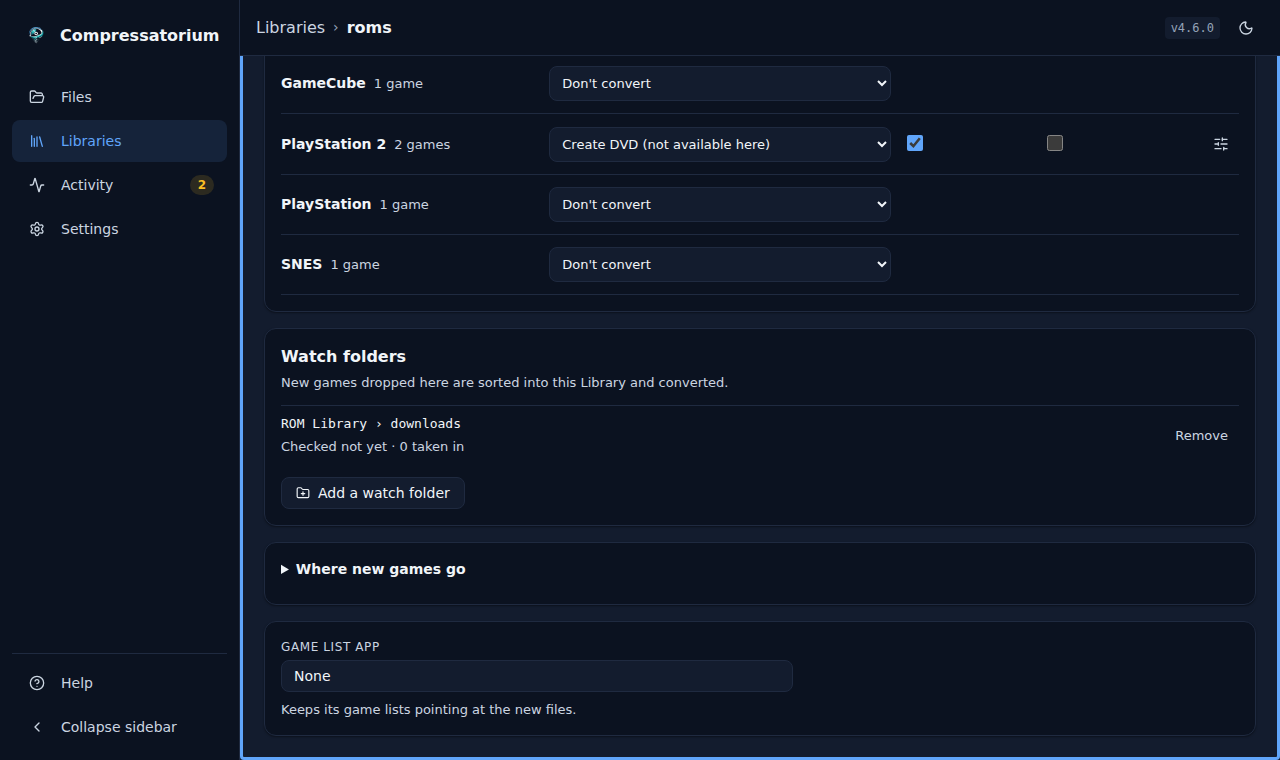 Compressatorium
Libraries › roms
v4.6.0
Files
Libraries
Activity
2
Settings
Help
Collapse sidebar
GameCube 1 game
Don't convert
PlayStation 2 2 games
Create DVD (not available here)
PlayStation 1 game
Don't convert
SNES 1 game
Don't convert
Watch folders
New games dropped here are sorted into this Library and converted.
ROM Library › downloads
Checked not yet · 0 taken in
Remove
Add a watch folder
Where new games go
GAME LIST APP
None
Keeps its game lists pointing at the new files.